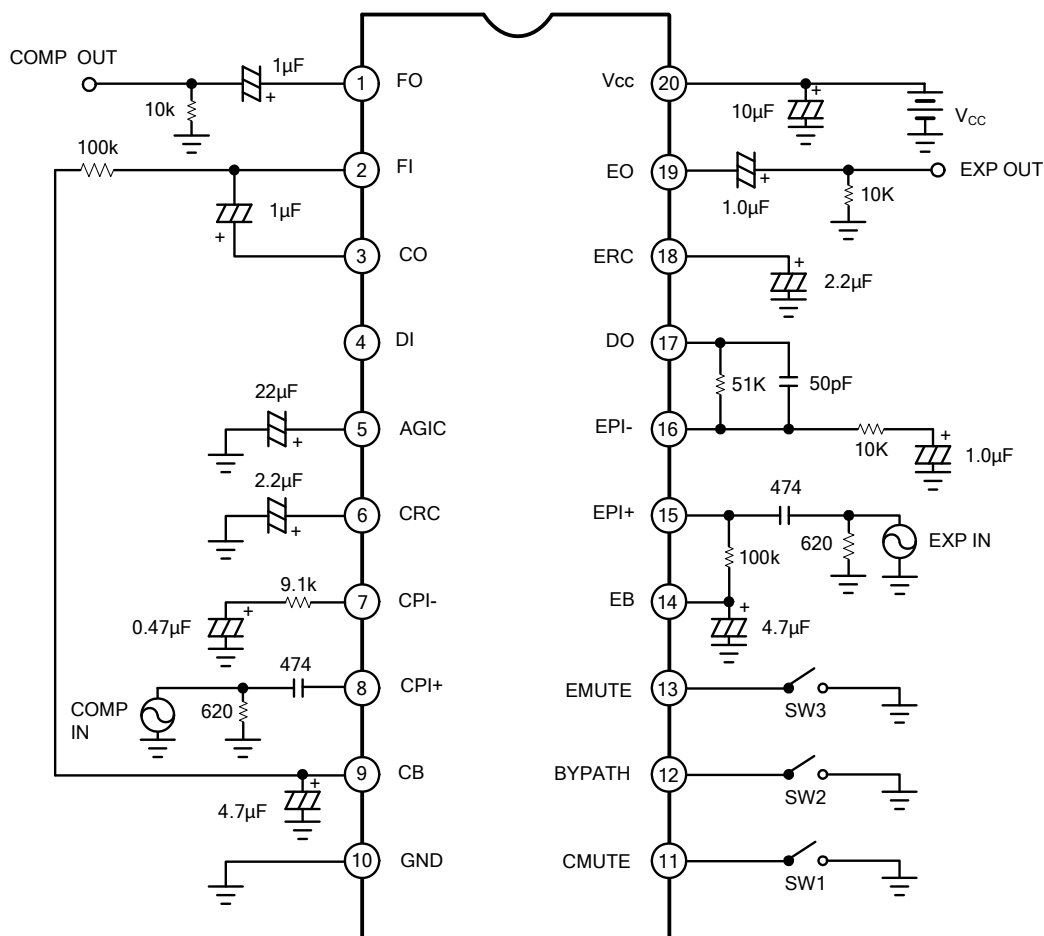 COMP OUT
1µF
+
10k
1
FO
100k
2
FI
1µF
+
3
CO
4
DI
22µF
+
5
AGIC
2.2µF
+
6
CRC
9.1k
+
0.47µF
7
CPI-
474
8
CPI+
COMP
IN
620
9
CB
+
4.7µF
10
GND
Vcc
20
+
10µF
VCC
EO
19
+
1.0µF
10K
EXP OUT
ERC
18
+
2.2µF
DO
17
51K
50pF
EPI-
16
10K
+
1.0µF
EPI+
15
474
100k
620
EXP IN
EB
14
+
4.7µF
EMUTE
13
SW3
BYPATH
12
SW2
CMUTE
11
SW1